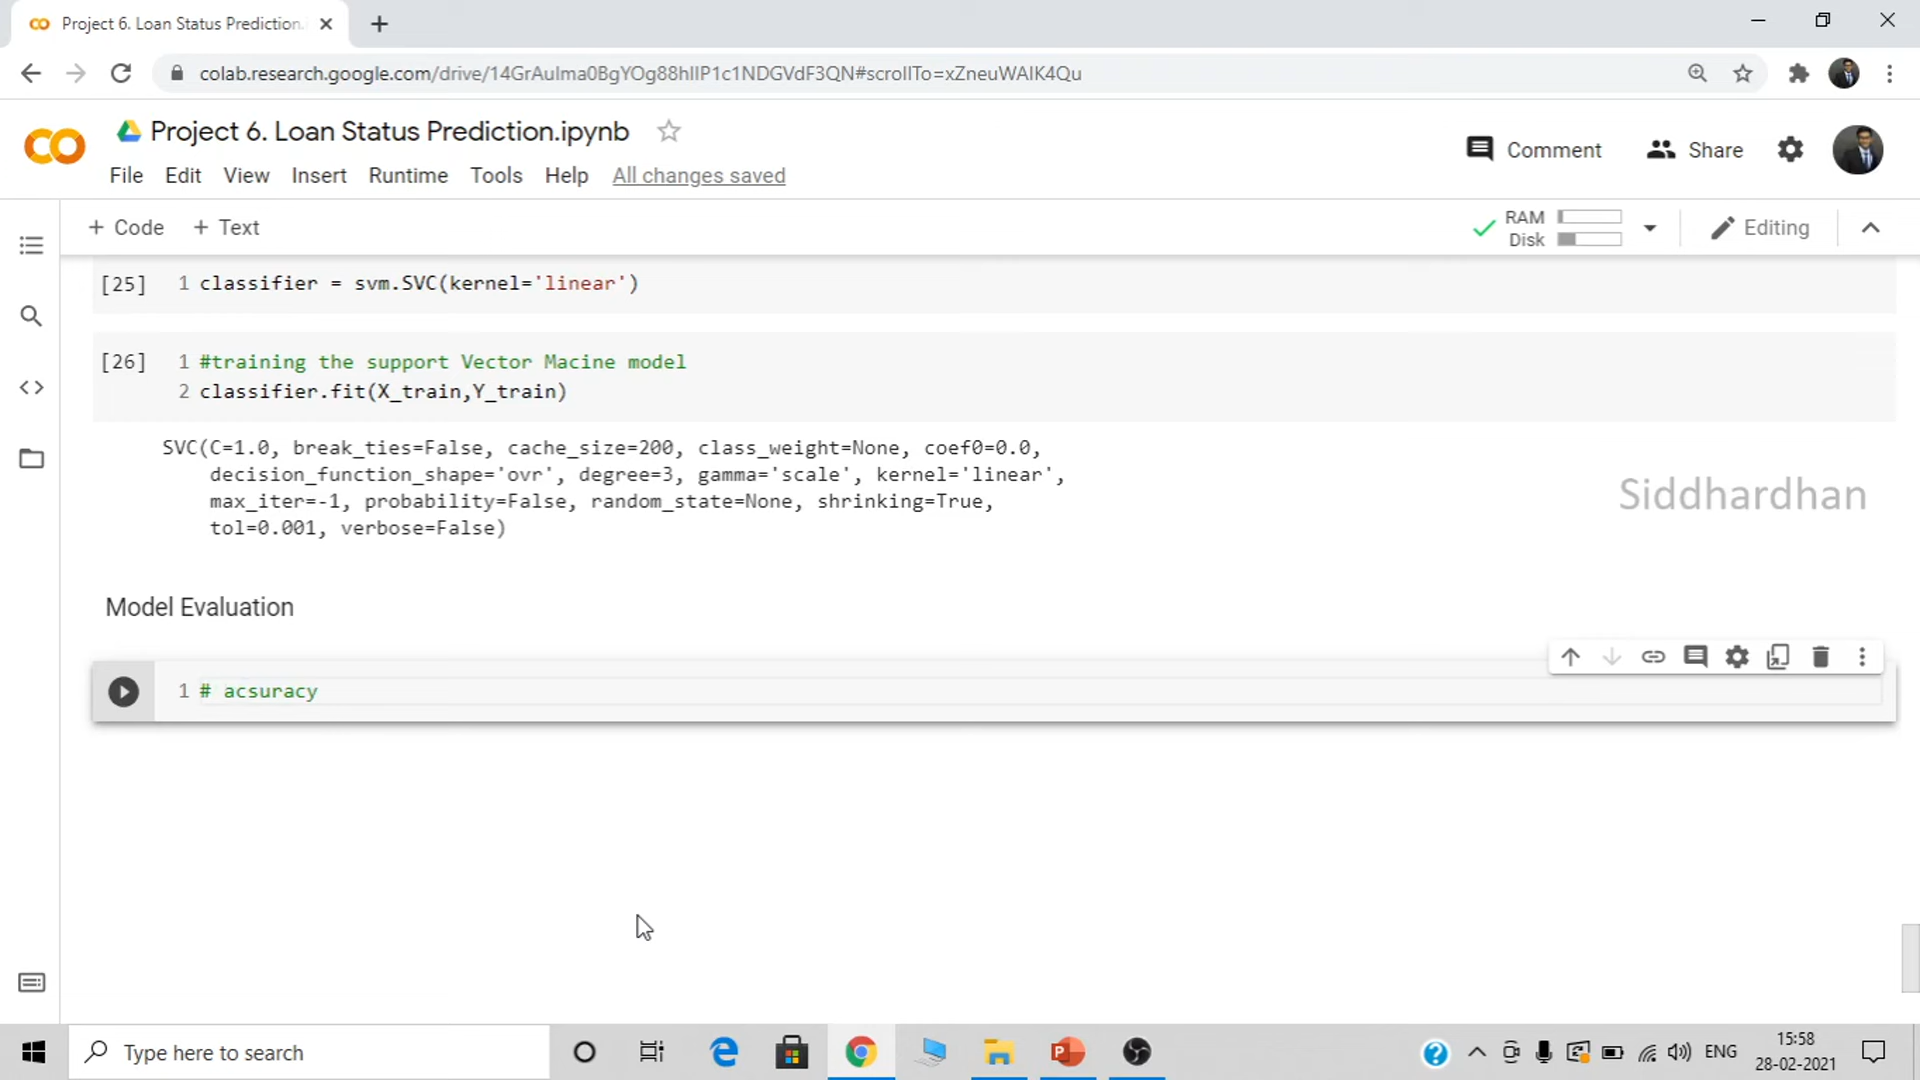 Project 6. Loan Status Prediction.
colab.research.google.com/drive/14GrAulma0BgYOg88hIlP1c1NDGVdF3QN#scrollTo=xZneuWAIK4Qu
CO
Project 6. Loan Status Prediction.ipynb
Comment
Share
File Edit View Insert Runtime Tools Help All changes saved
+ Code + Text
RAM
Disk
Editing
[25] 1 classifier = svm.SVC(kernel='linear')
[26] 1 #training the support Vector Macine model
2 classifier.fit(X_train,Y_train)
SVC(C=1.0, break_ties=False, cache_size=200, class_weight=None, coef0=0.0,
decision_function_shape='ovr', degree=3, gamma='scale', kernel='linear',
max_iter=-1, probability=False, random_state=None, shrinking=True,
tol=0.001, verbose=False)
Siddhardhan
Model Evaluation
1 # acsuracy
Type here to search
ENG
15:58
28-02-2021